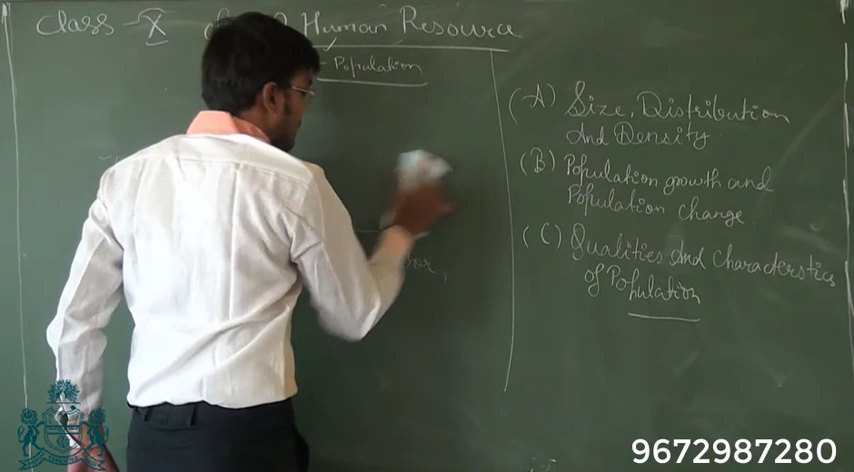 Class - X Human Resource
- Population
(A) Size, Distribution
And Density
(B) Population growth and
Population change
(C) Qualities And Characterstics
of Population
9672987280